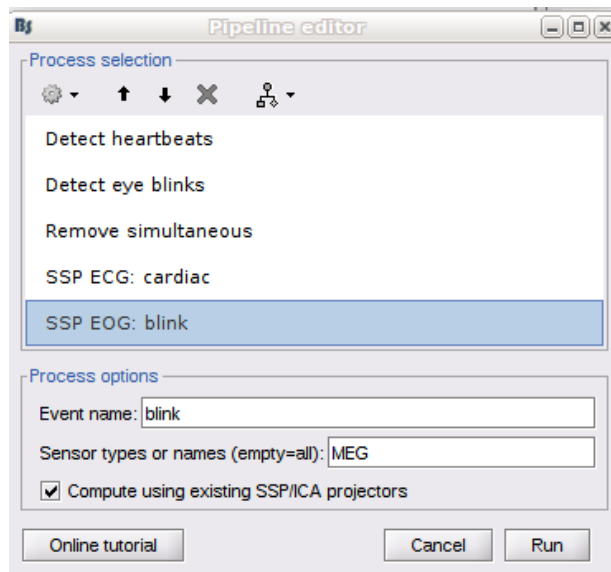 Bs Pipeline editor
Process selection
Detect heartbeats
Detect eye blinks
Remove simultaneous
SSP ECG: cardiac
SSP EOG: blink
Process options
Event name: blink
Sensor types or names (empty=all): MEG
Compute using existing SSP/ICA projectors
Online tutorial Cancel Run